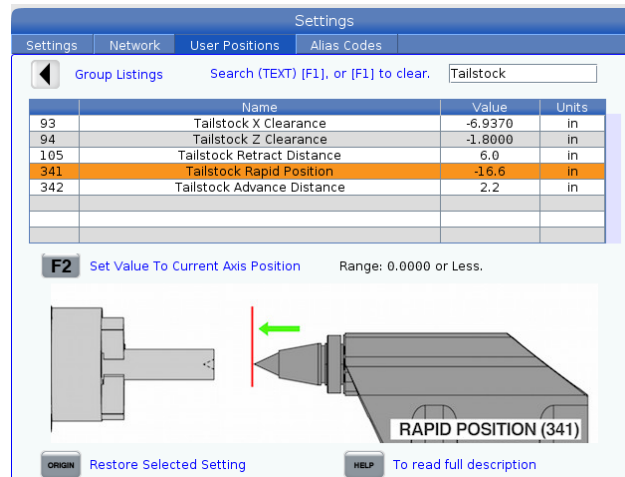 Settings
Settings Network User Positions Alias Codes
Group Listings Search (TEXT) [F1], or [F1] to clear. Tailstock
Name Value Units
93 Tailstock X Clearance -6.9370 in
94 Tailstock Z Clearance -1.8000 in
105 Tailstock Retract Distance 6.0 in
341 Tailstock Rapid Position -16.6 in
342 Tailstock Advance Distance 2.2 in
F2 Set Value To Current Axis Position Range: 0.0000 or Less.
RAPID POSITION (341)
ORIGIN Restore Selected Setting HELP To read full description